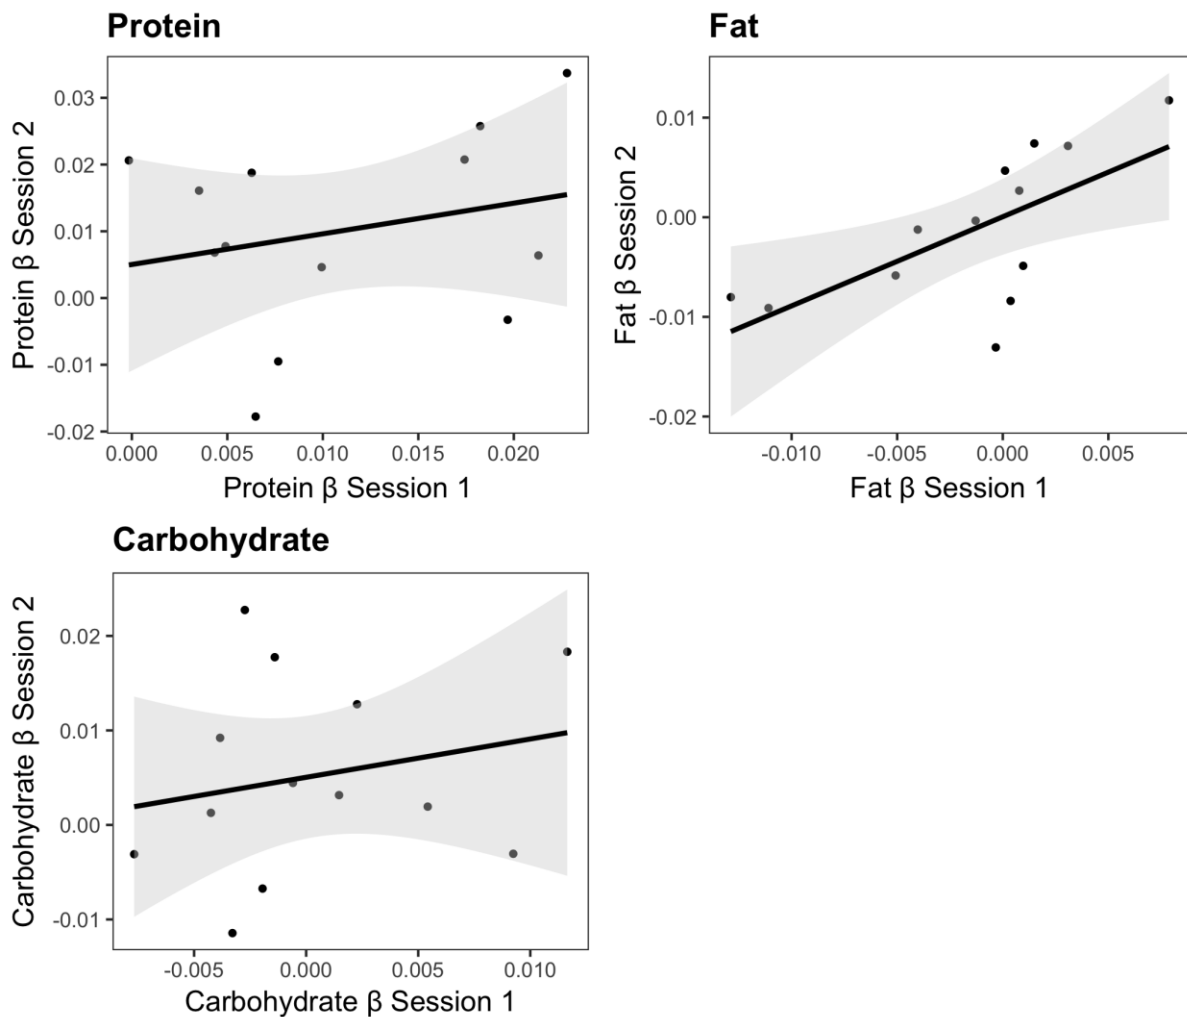 Protein
Protein β Session 2
0.03
0.02
0.01
0.00
-0.01
-0.02
0.000 0.005 0.010 0.015 0.020
Protein β Session 1
Fat
Fat β Session 2
0.01
0.00
-0.01
-0.02
-0.010 -0.005 0.000 0.005
Fat β Session 1
Carbohydrate
Carbohydrate β Session 2
0.02
0.01
0.00
-0.01
-0.005 0.000 0.005 0.010
Carbohydrate β Session 1